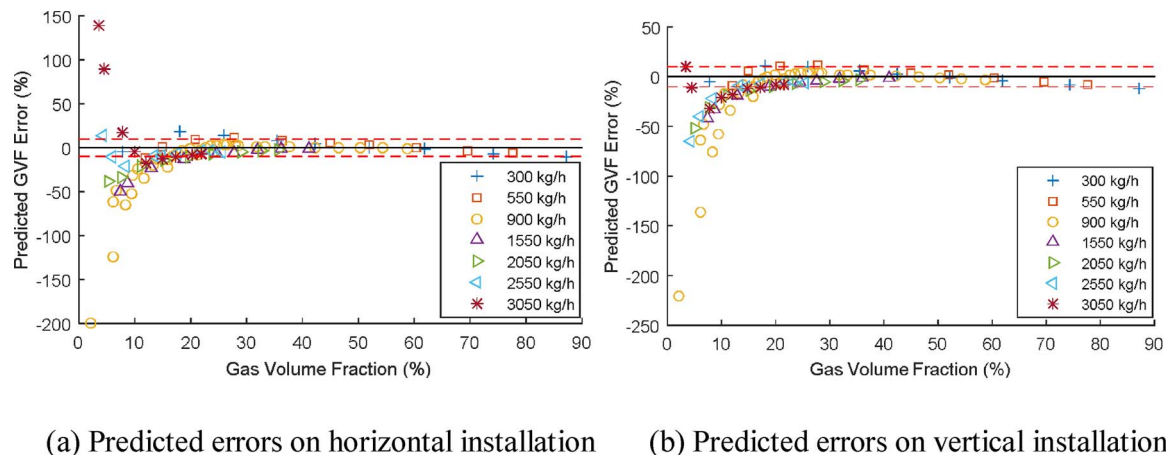 150
100
50
0
-50
-100
-150
-200
Predicted GVF Error (%)
300 kg/h
550 kg/h
900 kg/h
1550 kg/h
2050 kg/h
2550 kg/h
3050 kg/h
0 10 20 30 40 50 60 70 80 90
Gas Volume Fraction (%)
(a) Predicted errors on horizontal installation
50
0
-50
-100
-150
-200
-250
Predicted GVF Error (%)
300 kg/h
550 kg/h
900 kg/h
1550 kg/h
2050 kg/h
2550 kg/h
3050 kg/h
0 10 20 30 40 50 60 70 80 90
Gas Volume Fraction (%)
(b) Predicted errors on vertical installation